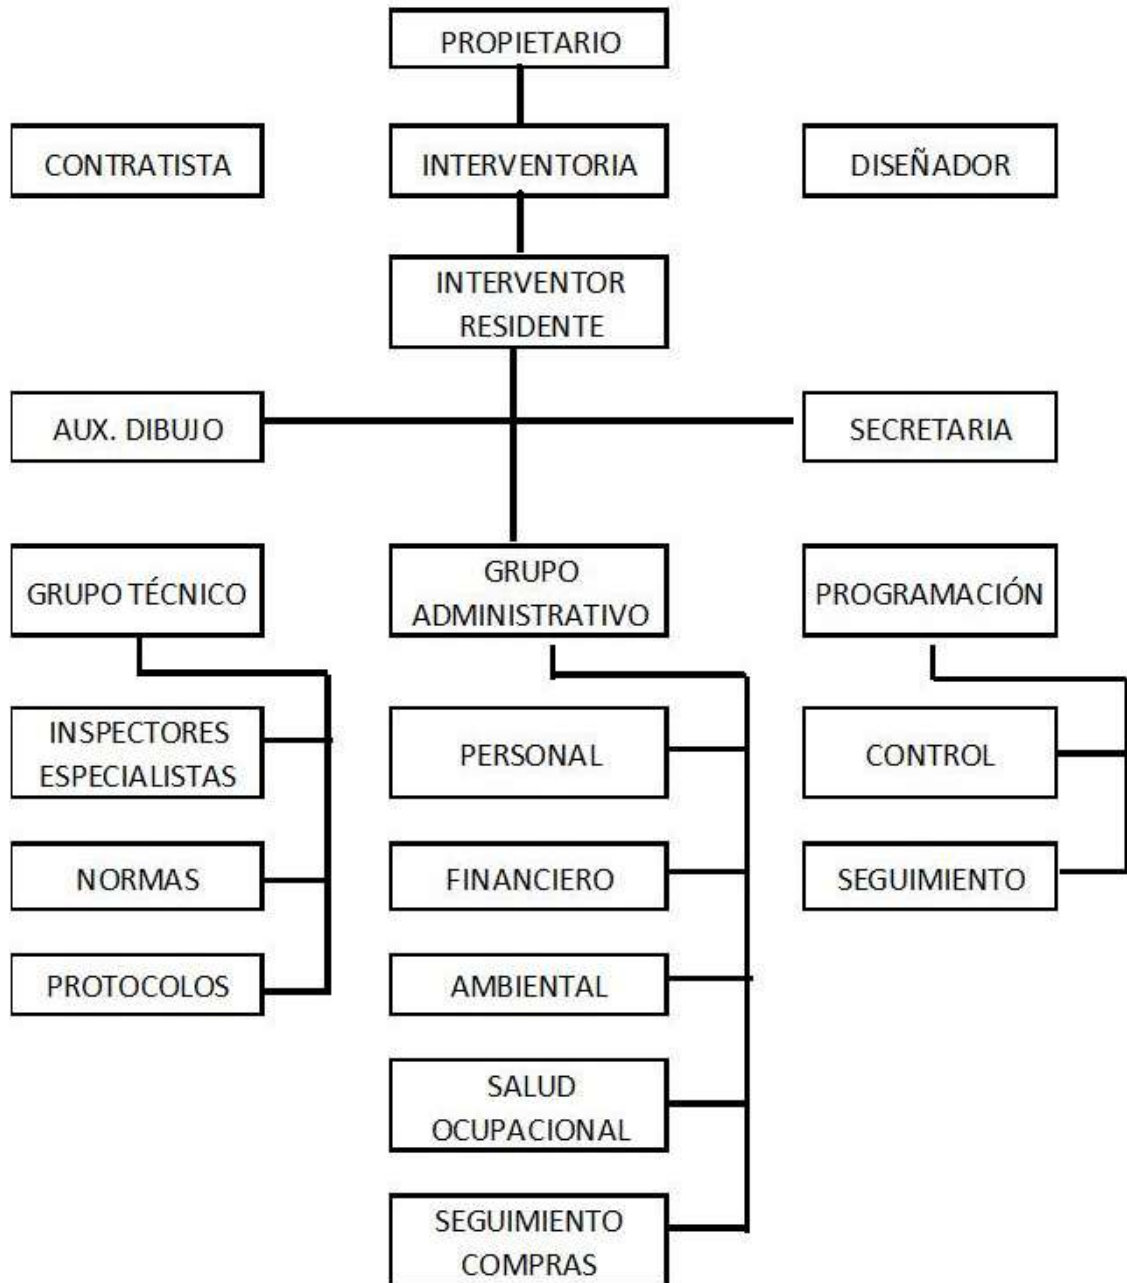 PROPIETARIO
CONTRATISTA
INTERVENTORIA
DISEÑADOR
INTERVENTOR
RESIDENTE
AUX. DIBUJO
SECRETARIA
GRUPO TÉCNICO
GRUPO
ADMINISTRATIVO
PROGRAMACIÓN
INSPECTORES
ESPECIALISTAS
PERSONAL
CONTROL
NORMAS
FINANCIERO
SEGUIMIENTO
PROTOCOLOS
AMBIENTAL
SALUD
OCUPACIONAL
SEGUIMIENTO
COMPRAS